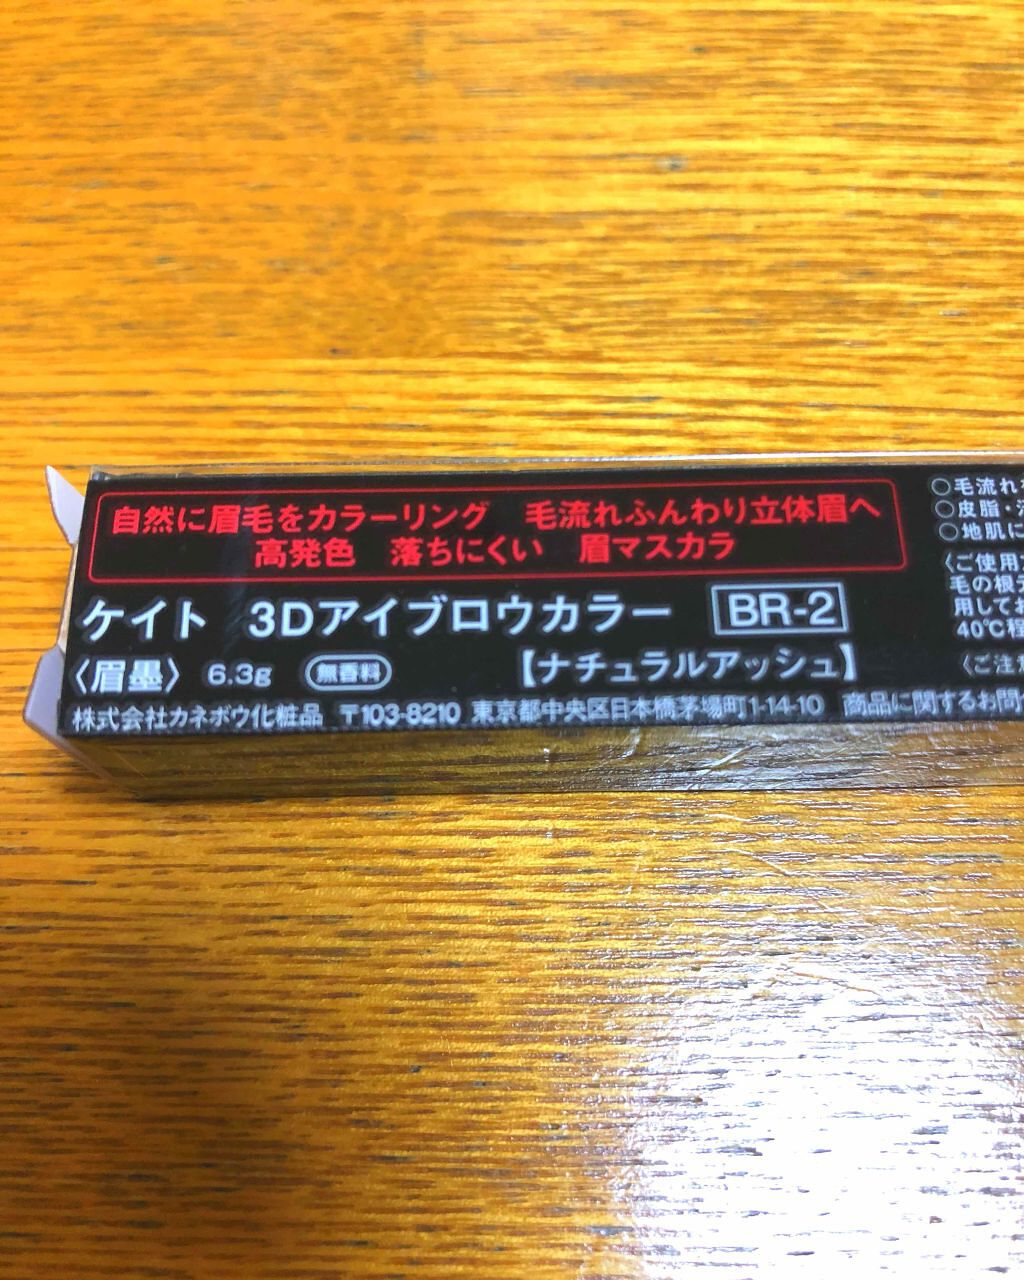 自然に眉毛をカラーリング 毛流れふんわり立体眉へ
高発色 落ちにくい 眉マスカラ
ケイト 3Dアイブロウカラー BR-2
〈眉墨〉 6.3g 無香料 【ナチュラルアッシュ】
株式会社カネボウ化粧品 〒103-8210 東京都中央区日本橋茅場町1-14-10 商品に関するお問
○毛流れ
○皮脂・
○地肌に
〈ご使用
毛の根
用してお
40℃程
〈ご注意